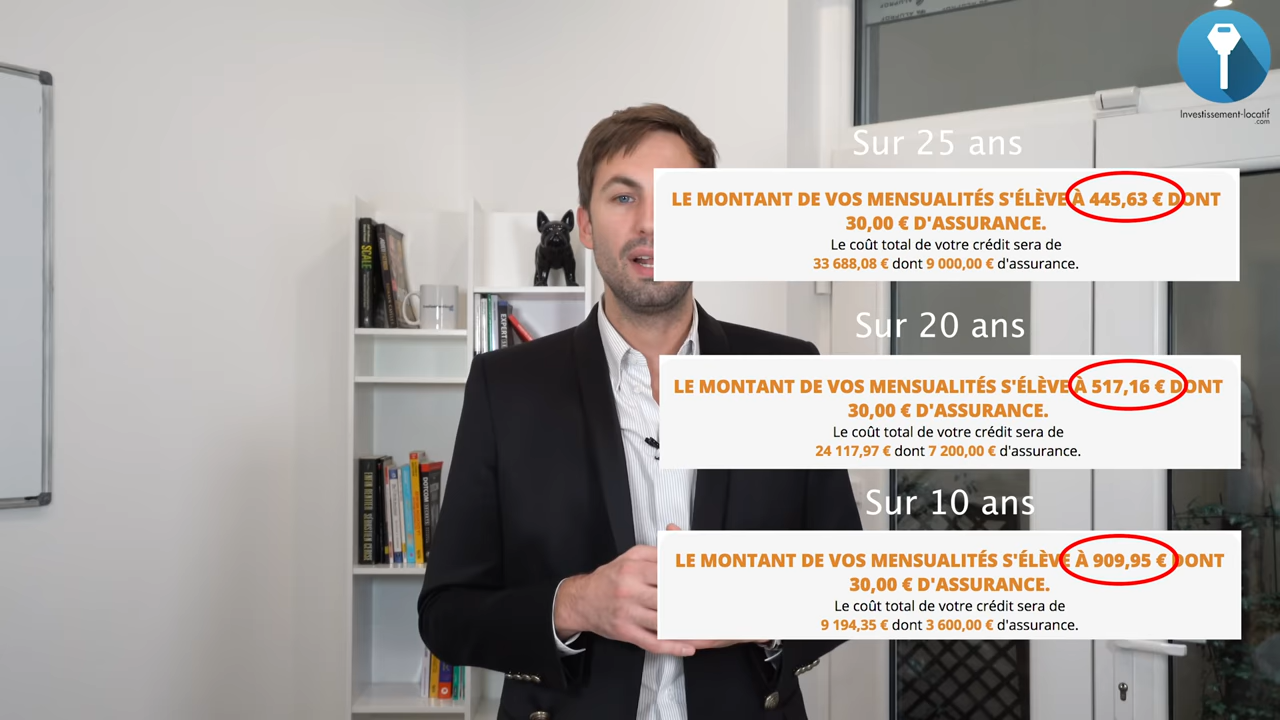 Investissement-locatif
.com
Sur 25 ans
LE MONTANT DE VOS MENSUALITÉS S'ÉLÈVE À 445,63 € DONT
30,00 € D'ASSURANCE.
Le coût total de votre crédit sera de
33 688,08 € dont 9 000,00 € d'assurance.
Sur 20 ans
LE MONTANT DE VOS MENSUALITÉS S'ÉLÈVE À 517,16 € DONT
30,00 € D'ASSURANCE.
Le coût total de votre crédit sera de
24 117,97 € dont 7 200,00 € d'assurance.
Sur 10 ans
LE MONTANT DE VOS MENSUALITÉS S'ÉLÈVE À 909,95 € DONT
30,00 € D'ASSURANCE.
Le coût total de votre crédit sera de
9 194,35 € dont 3 600,00 € d'assurance.
SCALE
EXPERT
DOTCOM SECRETS